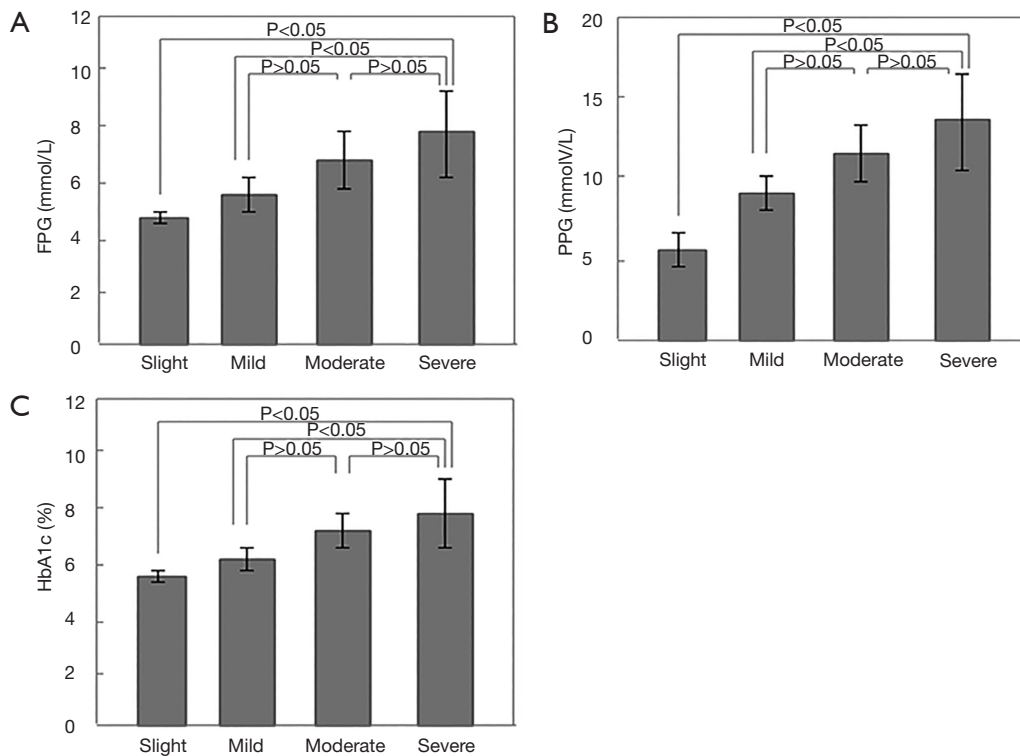 A
FPG (mmol/L)
12
10
8
6
4
2
0
P<0.05
P<0.05
P>0.05 P>0.05
Slight Mild Moderate Severe
B
PPG (mmolV/L)
20
15
10
5
0
P<0.05
P<0.05
P>0.05 P>0.05
Slight Mild Moderate Severe
C
HbA1c (%)
12
10
8
6
4
2
0
P<0.05
P<0.05
P>0.05 P>0.05
Slight Mild Moderate Severe